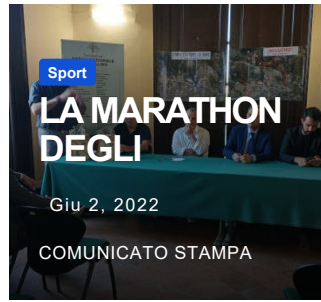 Sport
LA MARATHON
DEGLI
Giu 2, 2022
COMUNICATO STAMPA